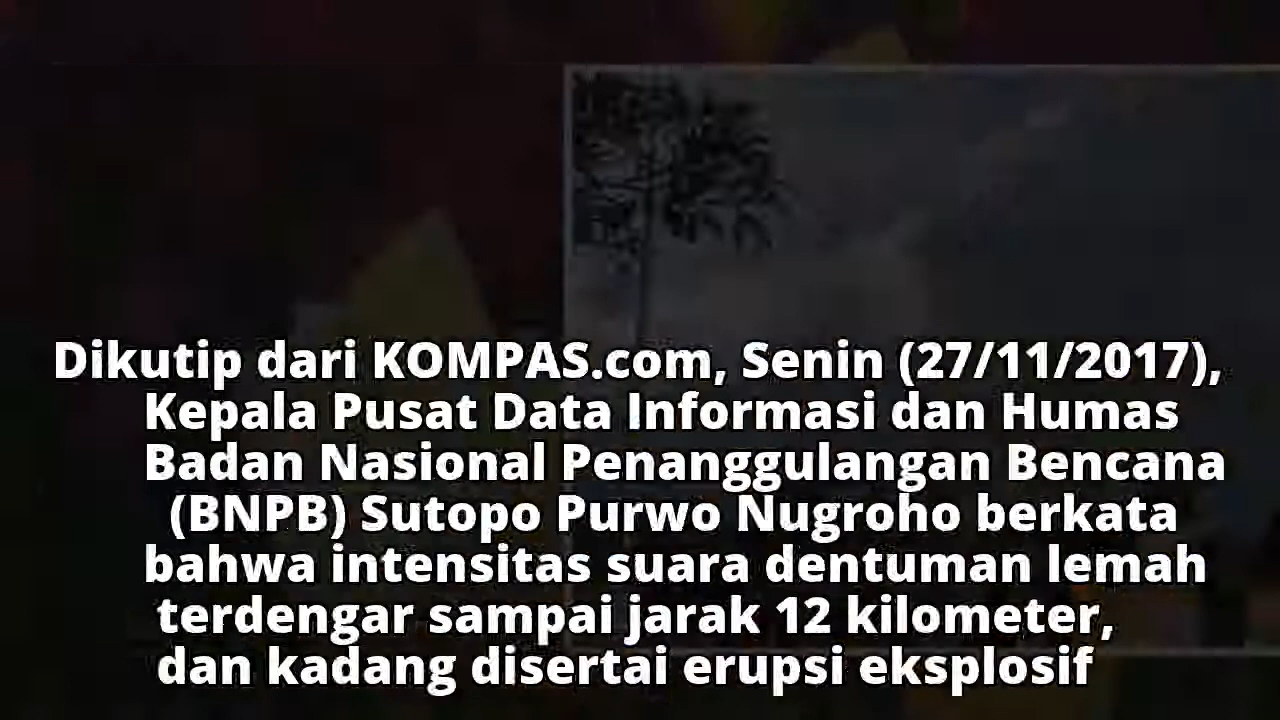 Dikutip dari KOMPAS.com, Senin (27/11/2017),
Kepala Pusat Data Informasi dan Humas
Badan Nasional Penanggulangan Bencana
(BNPB) Sutopo Purwo Nugroho berkata
bahwa intensitas suara dentuman lemah
terdengar sampai jarak 12 kilometer,
dan kadang disertai erupsi eksplosif